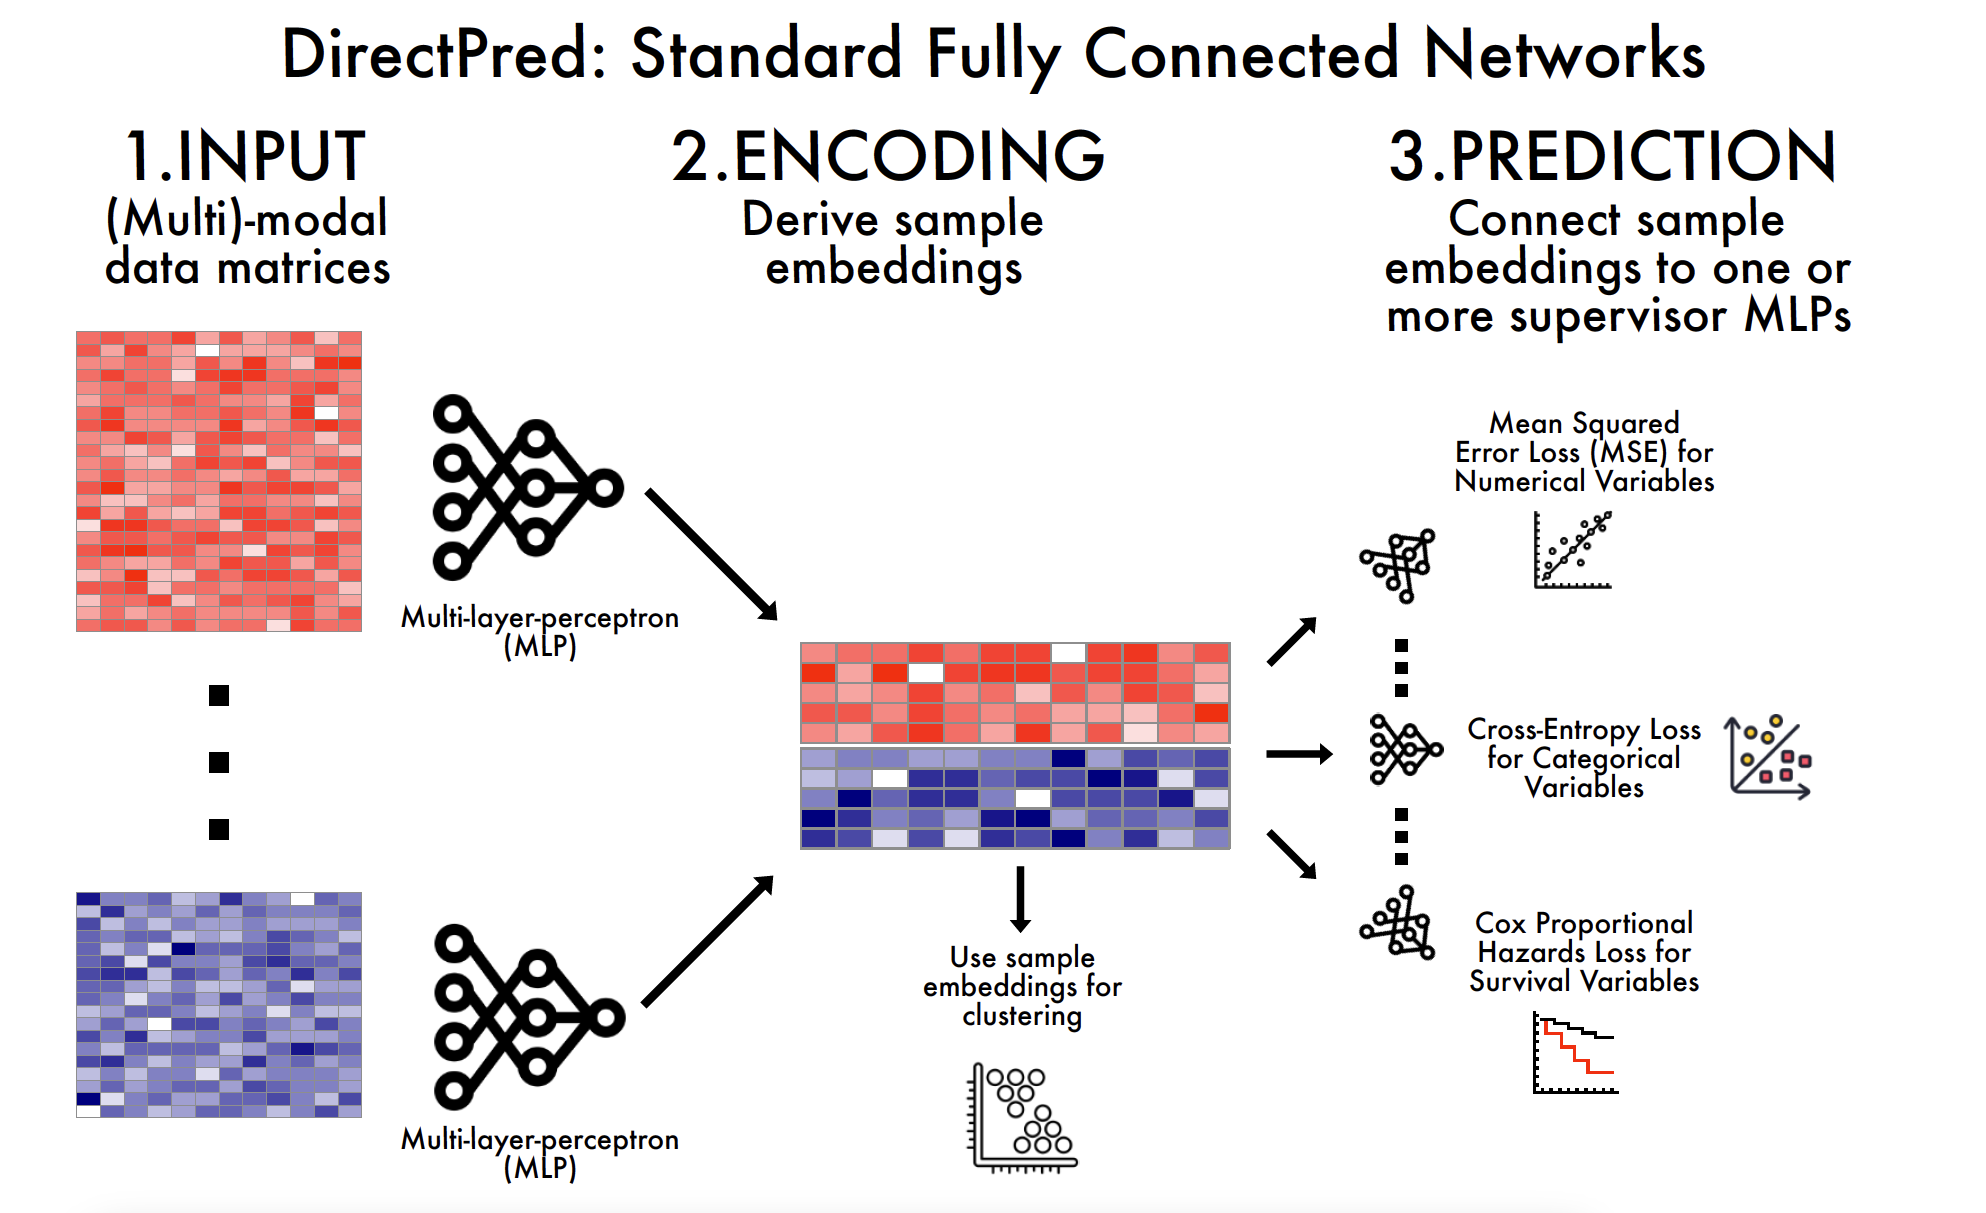 DirectPred: Standard Fully Connected Networks
1.INPUT
(Multi)-modal
data matrices
2.ENCODING
Derive sample
embeddings
3.PREDICTION
Connect sample
embeddings to one or
more supervisor MLPs
Multi-layer-perceptron
(MLP)
Multi-layer-perceptron
(MLP)
Use sample
embeddings for
clustering
Mean Squared
Error Loss (MSE) for
Numerical Variables
Cross-Entropy Loss
for Categorical
Variables
Cox Proportional
Hazards Loss for
Survival Variables